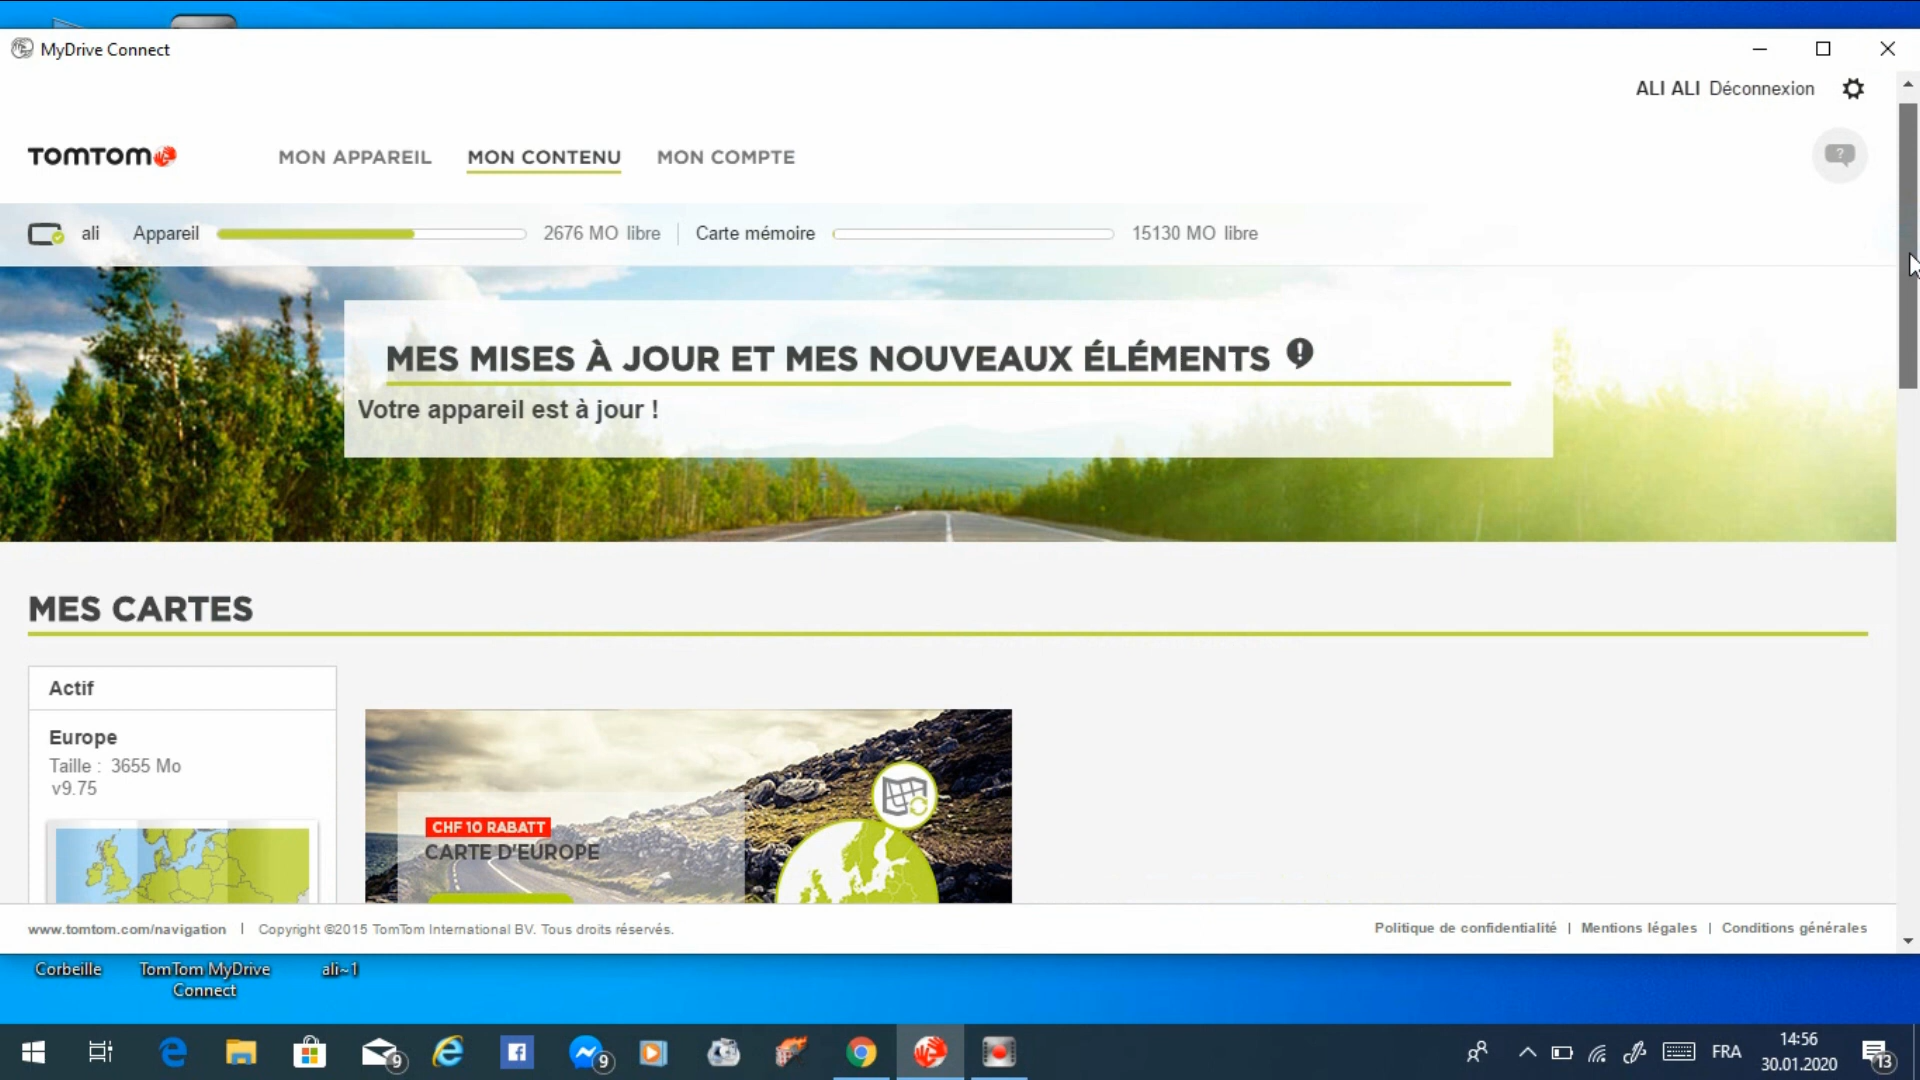 MyDrive Connect
ALI ALI Déconnexion
TOMTOM
MON APPAREIL MON CONTENU MON COMPTE
?
ali Appareil 2676 MO libre Carte mémoire 15130 MO libre
MES MISES À JOUR ET MES NOUVEAUX ÉLÉMENTS
Votre appareil est à jour !
MES CARTES
Actif
Europe
Taille : 3655 Mo
v9.75
CHF 10 RABATT
CARTE D'EUROPE
www.tomtom.com/navigation | Copyright ©2015 TomTom International BV. Tous droits réservés.
Politique de confidentialité | Mentions légales | Conditions générales
Corbeille
TomTom MyDrive
Connect
ali~1
9
9
FRA
14:56
30.01.2020
13